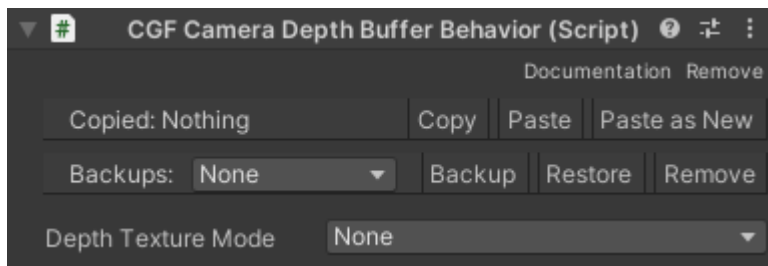 # CGF Camera Depth Buffer Behavior (Script)
Documentation Remove
Copied: Nothing Copy Paste Paste as New
Backups: None Backup Restore Remove
Depth Texture Mode None